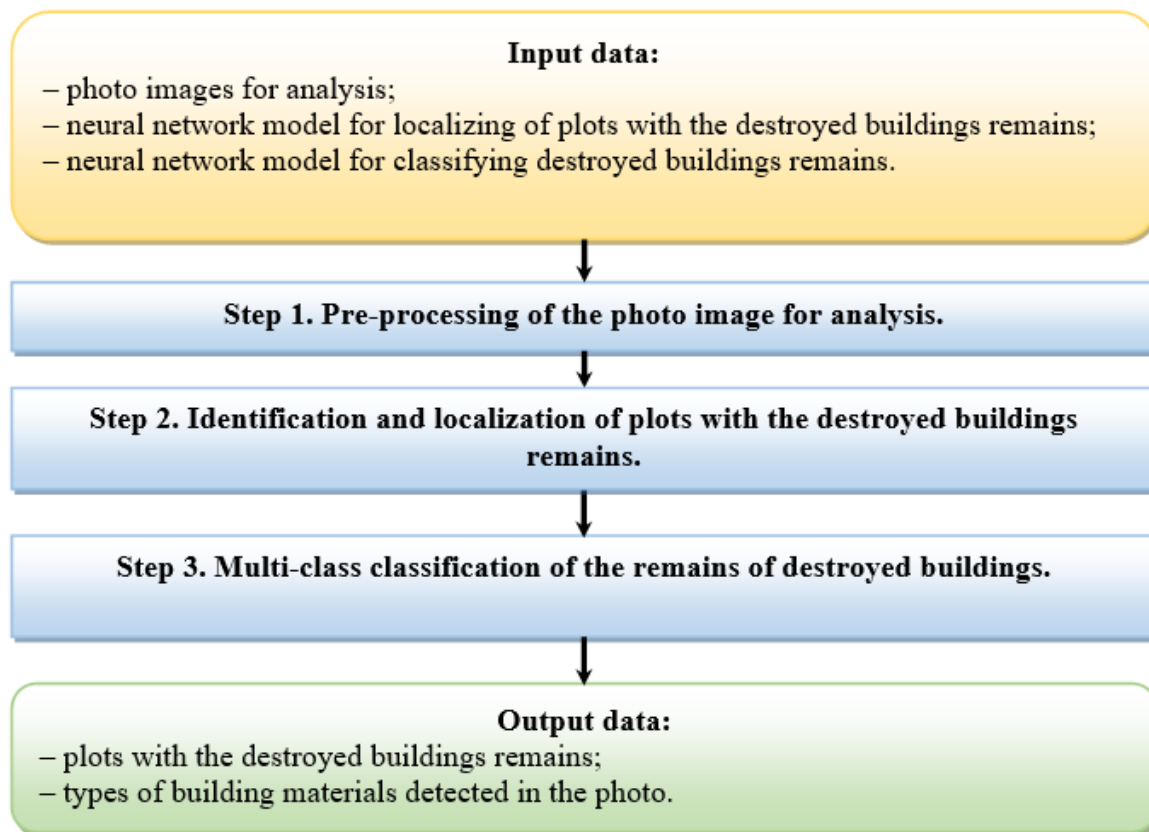 Input data:
– photo images for analysis;
– neural network model for localizing of plots with the destroyed buildings remains;
– neural network model for classifying destroyed buildings remains.
Step 1. Pre-processing of the photo image for analysis.
Step 2. Identification and localization of plots with the destroyed buildings
remains.
Step 3. Multi-class classification of the remains of destroyed buildings.
Output data:
– plots with the destroyed buildings remains;
– types of building materials detected in the photo.